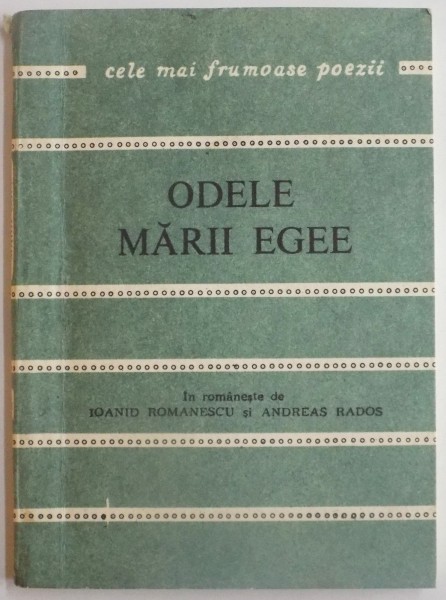 cele mai frumoase poezii
ODELE
MĂRII EGEE
În românește de
IOANID ROMANESCU și ANDREAS RADOS